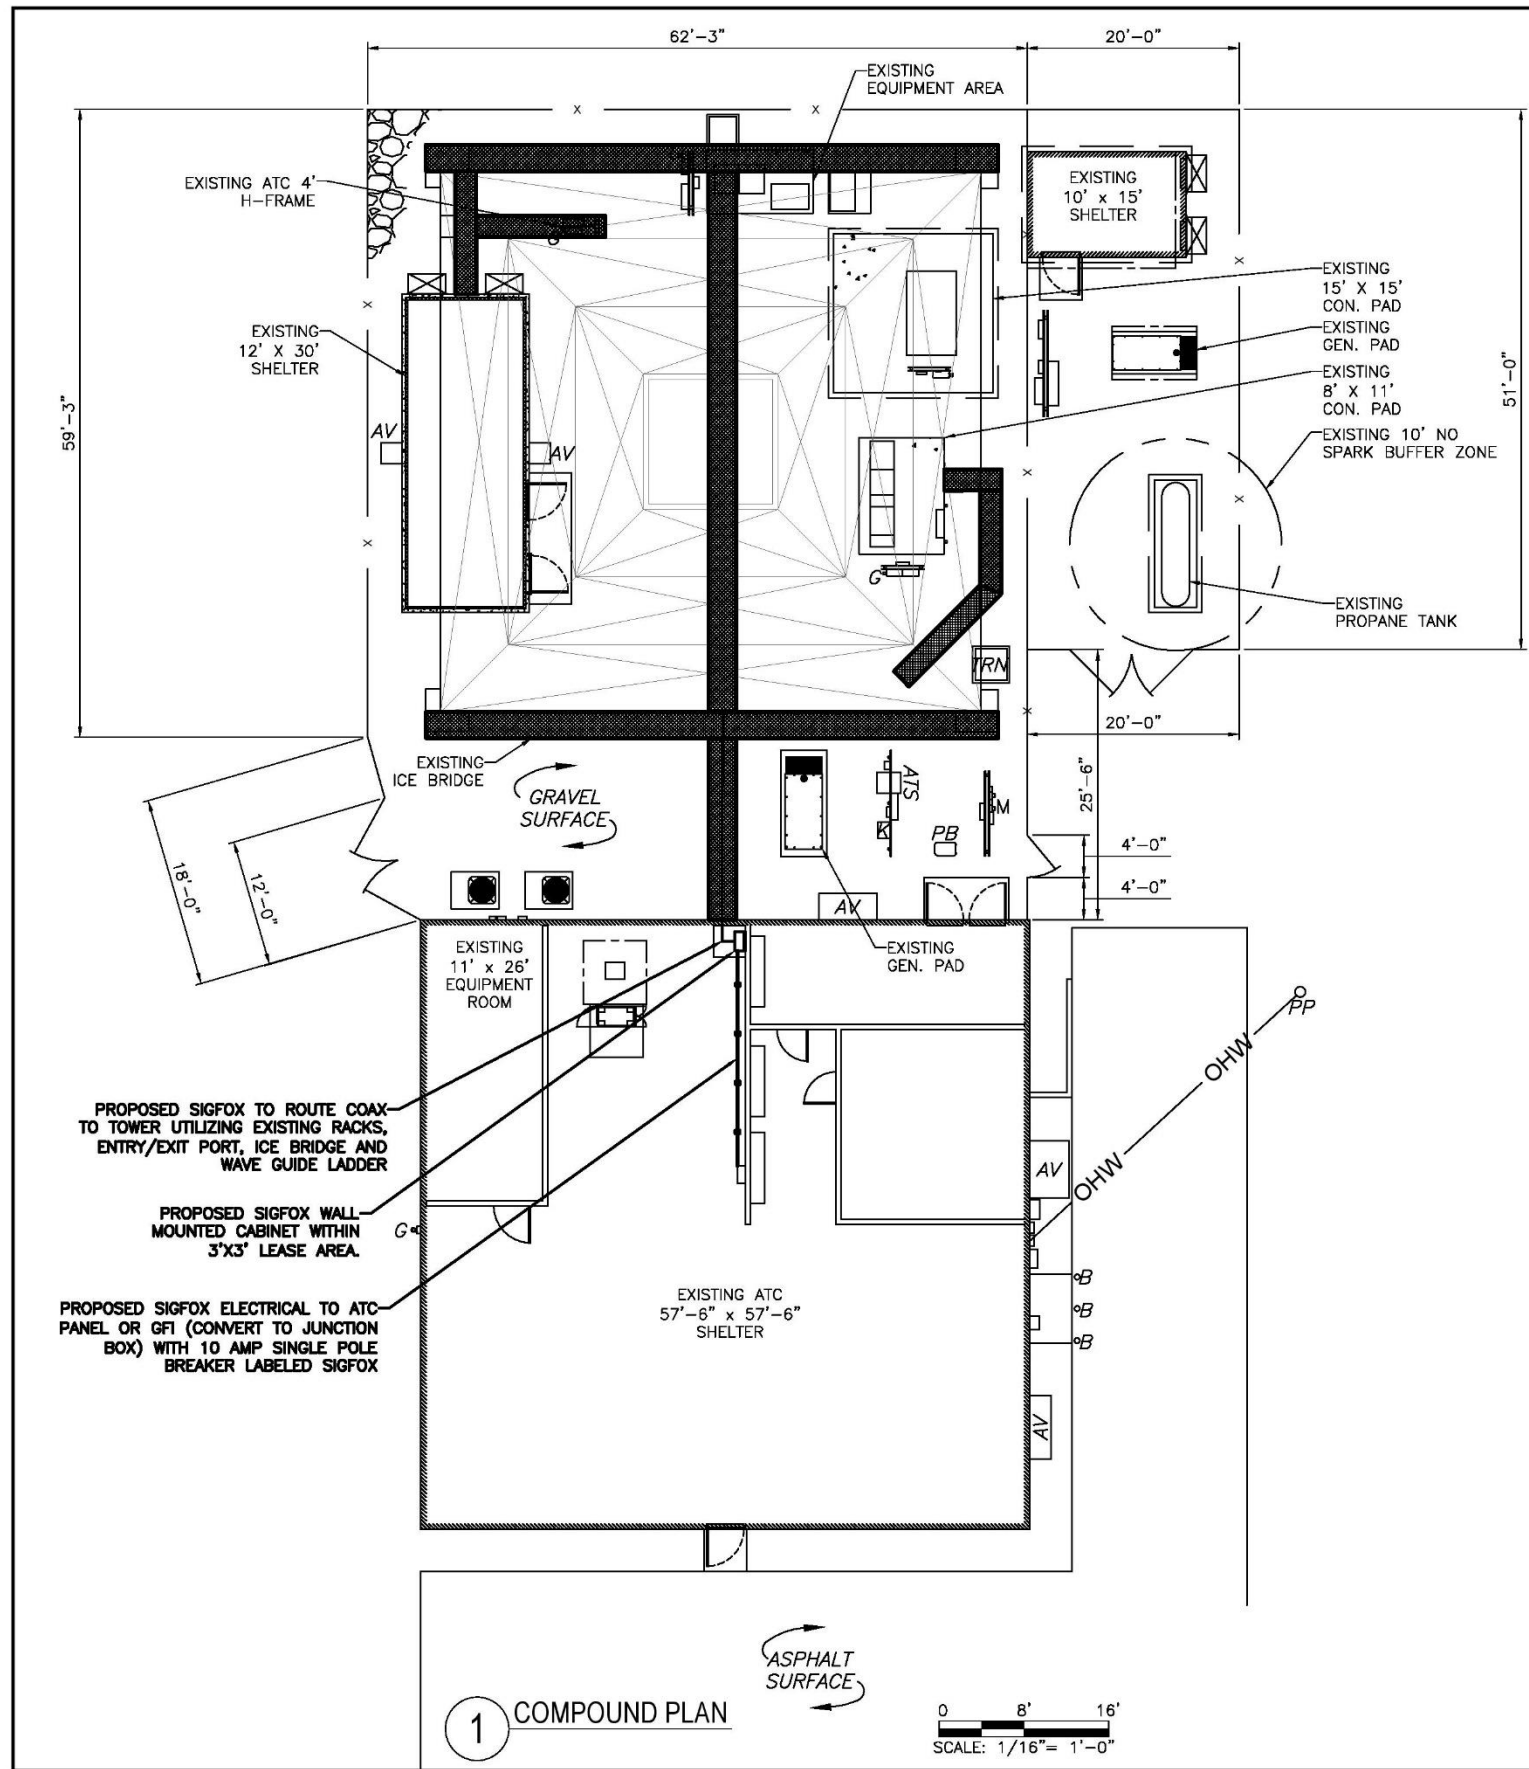 62'-3"
20'-0"
EXISTING
EQUIPMENT AREA
x
x
EXISTING ATC 4'
H-FRAME
EXISTING
10' x 15'
SHELTER
x
x
EXISTING
15' X 15'
CON. PAD
x
EXISTING
12' X 30'
SHELTER
EXISTING
GEN. PAD
EXISTING
8' X 11'
CON. PAD
59'-3"
51'-0"
AV
AV
EXISTING 10' NO
SPARK BUFFER ZONE
x
x
x
G
EXISTING
PROPANE TANK
TRN
x
20'-0"
EXISTING
ICE BRIDGE
GRAVEL
SURFACE
ATS
K
M
PB
25'-6"
4'-0"
4'-0"
18'-0"
12'-0"
AV
EXISTING
11' x 26'
EQUIPMENT
ROOM
EXISTING
GEN. PAD
PP
OHW
OHW
PROPOSED SIGFOX TO ROUTE COAX
TO TOWER UTILIZING EXISTING RACKS,
ENTRY/EXIT PORT, ICE BRIDGE AND
WAVE GUIDE LADDER
AV
PROPOSED SIGFOX WALL
MOUNTED CABINET WITHIN
3'X3' LEASE AREA.
G
PROPOSED SIGFOX ELECTRICAL TO ATC
PANEL OR GFI (CONVERT TO JUNCTION
BOX) WITH 10 AMP SINGLE POLE
BREAKER LABELED SIGFOX
EXISTING ATC
57'-6" x 57'-6"
SHELTER
B
B
B
AV
ASPHALT
SURFACE
1 COMPOUND PLAN
0 8' 16'
SCALE: 1/16"= 1'-0"